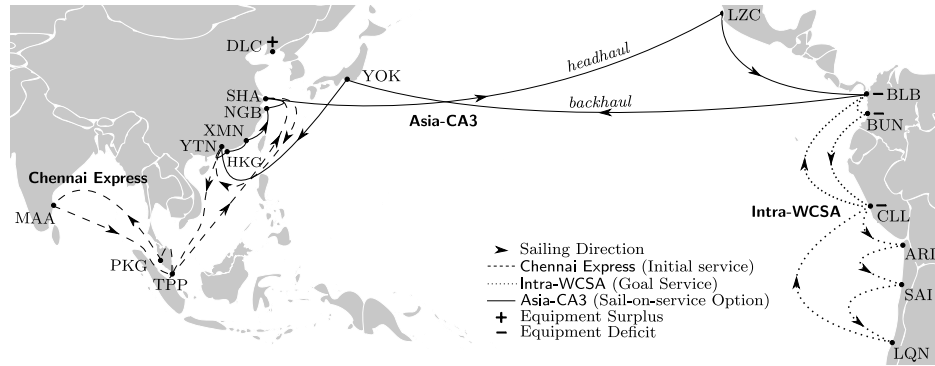 LZC
DLC +
headhaul
YOK
SHA
BLB
NGB
backhaul
Asia-CA3
BUN
XMN
YTN
HKG
Chennai Express
MAA
Intra-WCSA
CLL
Sailing Direction
ARI
PKG
Chennai Express (Initial service)
TPP
Intra-WCSA (Goal Service)
SAI
Asia-CA3 (Sail-on-service Option)
+ Equipment Surplus
− Equipment Deficit
LQN